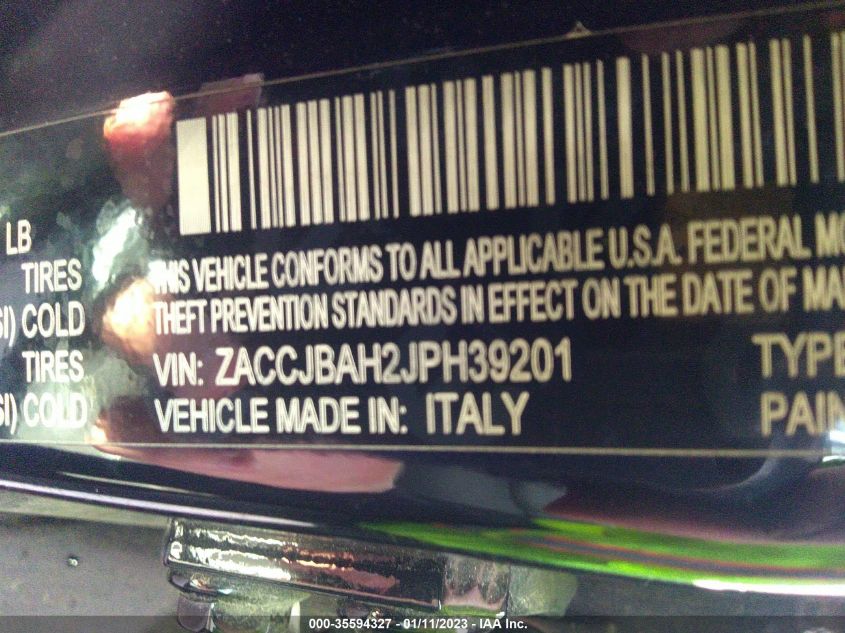 LB
TIRES
SI) COLD
TIRES
SI) COLD
THIS VEHICLE CONFORMS TO ALL APPLICABLE U.S.A. FEDERAL MO
THEFT PREVENTION STANDARDS IN EFFECT ON THE DATE OF MA
VIN: ZACCJBAH2JPH39201
VEHICLE MADE IN: ITALY
TYPE
PAIN
000-35594327 - 01/11/2023 - IAA Inc.